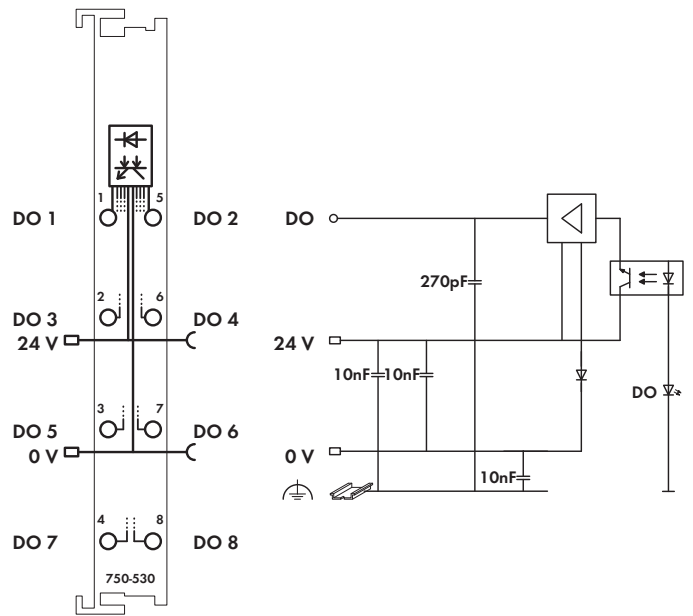 1 5
DO 1 DO 2
2 6
DO 3 DO 4
24 V
3 7
DO 5 DO 6
0 V
4 8
DO 7 DO 8
750-530
DO
270pF
24 V
10nF 10nF
DO
0 V
10nF